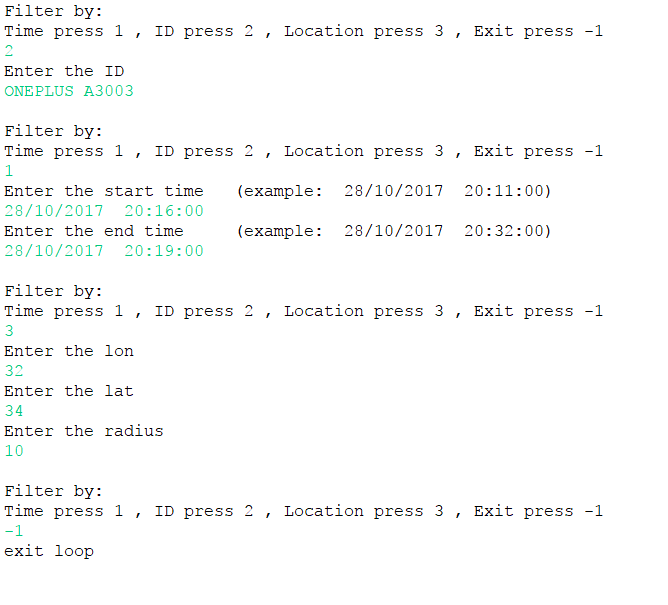 Filter by:
Time press 1 , ID press 2 , Location press 3 , Exit press -1
2
Enter the ID
ONEPLUS A3003
Filter by:
Time press 1 , ID press 2 , Location press 3 , Exit press -1
1
Enter the start time   (example:  28/10/2017  20:11:00)
28/10/2017  20:16:00
Enter the end time     (example:  28/10/2017  20:32:00)
28/10/2017  20:19:00
Filter by:
Time press 1 , ID press 2 , Location press 3 , Exit press -1
3
Enter the lon
32
Enter the lat
34
Enter the radius
10
Filter by:
Time press 1 , ID press 2 , Location press 3 , Exit press -1
-1
exit loop